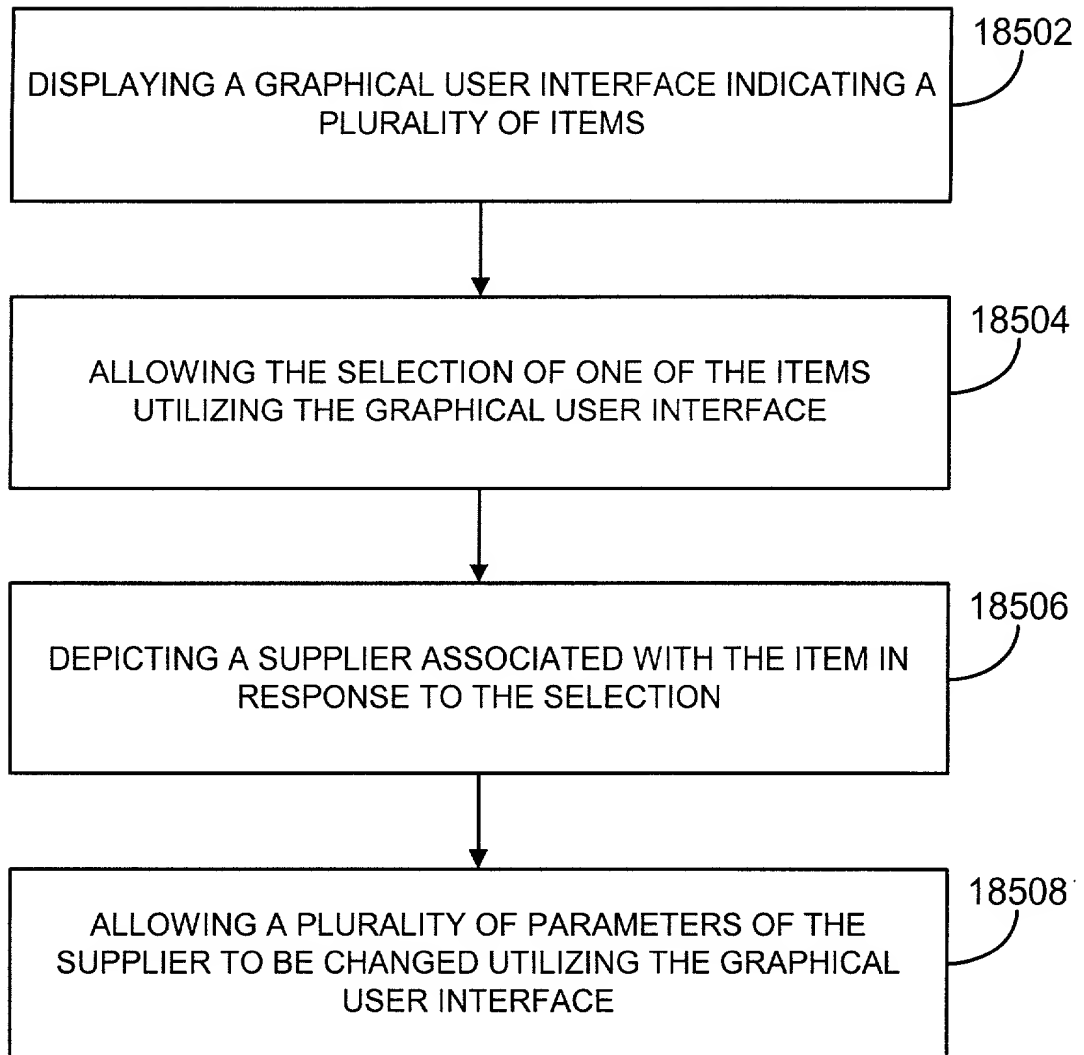 18502
DISPLAYING A GRAPHICAL USER INTERFACE INDICATING A
PLURALITY OF ITEMS
18504
ALLOWING THE SELECTION OF ONE OF THE ITEMS
UTILIZING THE GRAPHICAL USER INTERFACE
18506
DEPICTING A SUPPLIER ASSOCIATED WITH THE ITEM IN
RESPONSE TO THE SELECTION
18508
ALLOWING A PLURALITY OF PARAMETERS OF THE
SUPPLIER TO BE CHANGED UTILIZING THE GRAPHICAL
USER INTERFACE